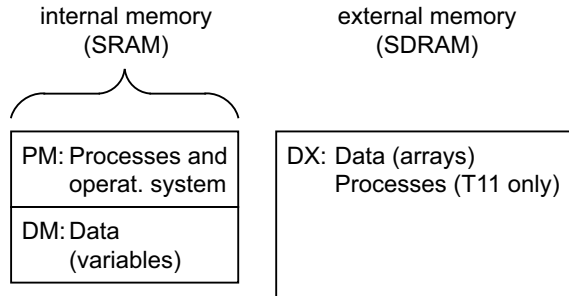 internal memory
(SRAM)
external memory
(SDRAM)
PM: Processes and
operat. system
DM: Data
(variables)
DX: Data (arrays)
Processes (T11 only)